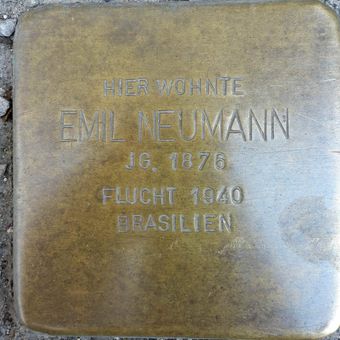 HIER WOHNTE
EMIL NEUMANN
JG. 1876
FLUCHT 1940
BRASILIEN